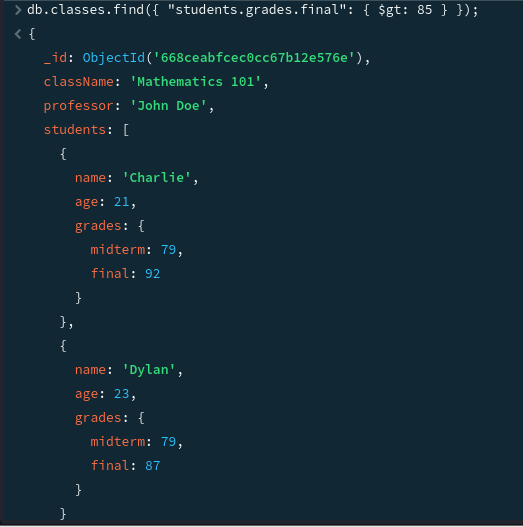 > db.classes.find({ "students.grades.final": { $gt: 85 } });
< {
_id: ObjectId('668ceabfcec0cc67b12e576e'),
className: 'Mathematics 101',
professor: 'John Doe',
students: [
{
name: 'Charlie',
age: 21,
grades: {
midterm: 79,
final: 92
}
},
{
name: 'Dylan',
age: 23,
grades: {
midterm: 79,
final: 87
}
}